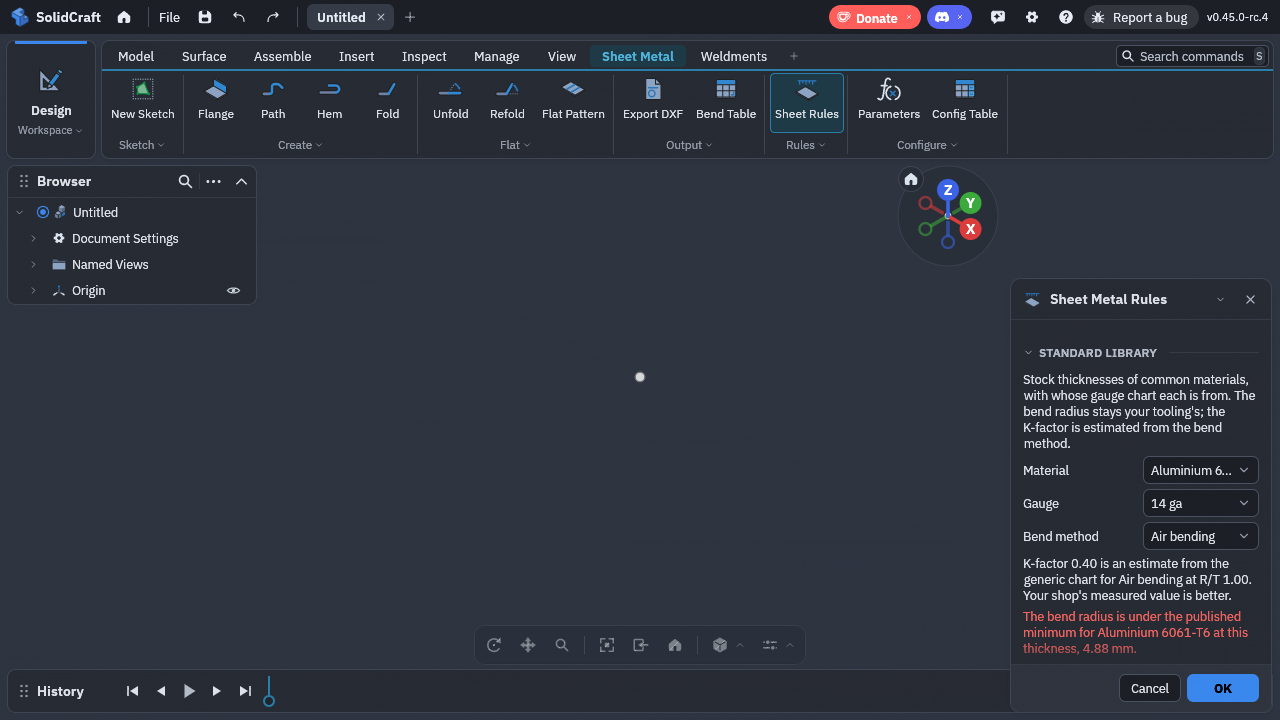 SolidCraft
File
Untitled
Donate
Report a bug
v0.45.0-rc.4
Design
Workspace
Model
Surface
Assemble
Insert
Inspect
Manage
View
Sheet Metal
Weldments
Search commands
S
New Sketch
Flange
Path
Hem
Fold
Unfold
Refold
Flat Pattern
Export DXF
Bend Table
Sheet Rules
Parameters
Config Table
Sketch
Create
Flat
Output
Rules
Configure
Browser
Untitled
Document Settings
Named Views
Origin
Z
Y
X
Sheet Metal Rules
STANDARD LIBRARY
Stock thicknesses of common materials,
with whose gauge chart each is from. The
bend radius stays your tooling's; the
K-factor is estimated from the bend
method.
Material
Aluminium 6...
Gauge
14 ga
Bend method
Air bending
K-factor 0.40 is an estimate from the
generic chart for Air bending at R/T 1.00.
Your shop's measured value is better.
The bend radius is under the published
minimum for Aluminium 6061-T6 at this
thickness, 4.88 mm.
Cancel
OK
History